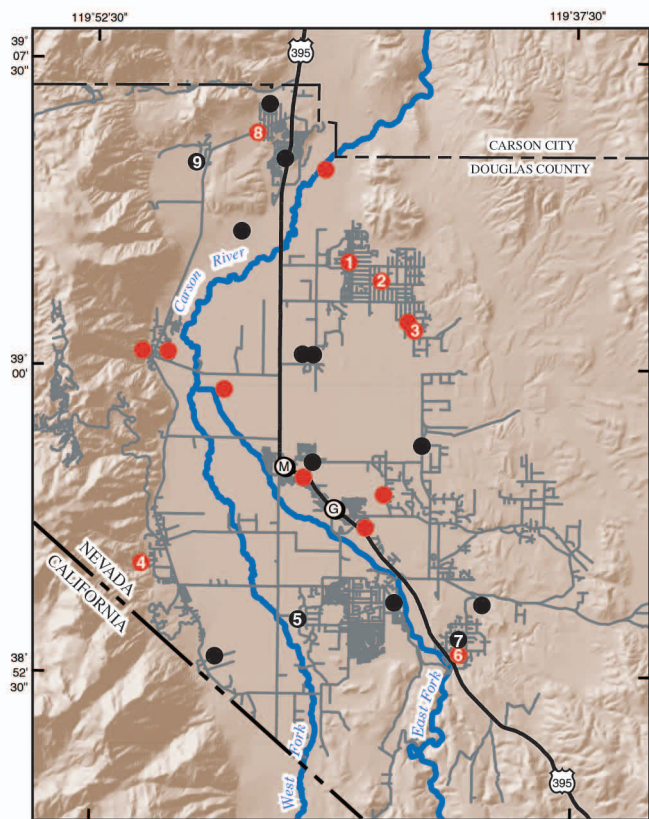 119°52'30"
119°37'30"
39°
07'
30"
395
8
CARSON CITY
9
DOUGLAS COUNTY
1
Carson River
2
3
39°
00'
M
G
NEVADA
4
CALIFORNIA
5
7
6
38°
52'
30"
West Fork
East Fork
395